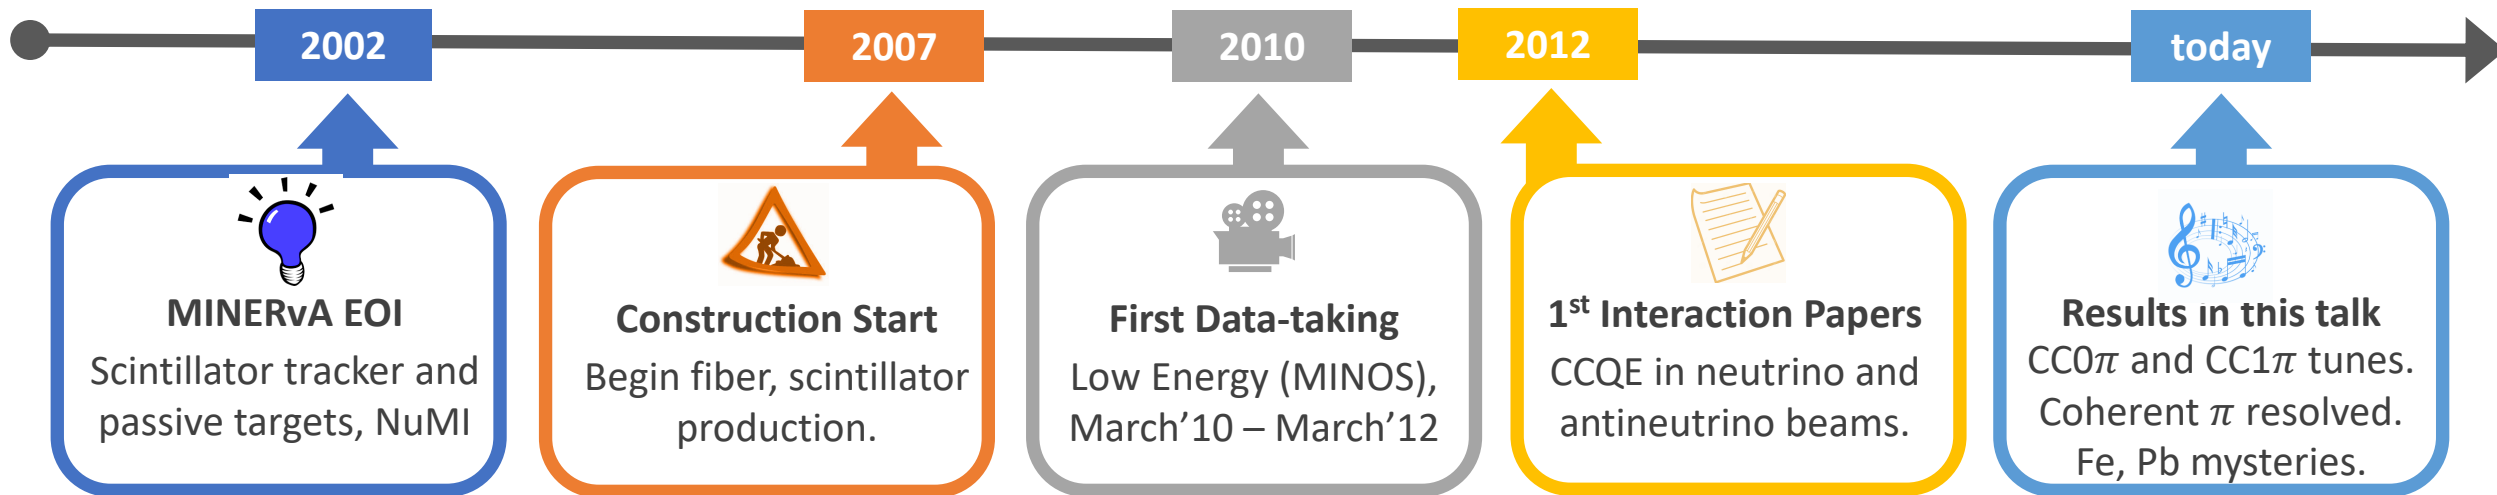 2002
2007
2010
2012
today
MINERvA EOI
Scintillator tracker and
passive targets, NuMI
Construction Start
Begin fiber, scintillator
production.
First Data-taking
Low Energy (MINOS),
March’10 – March’12
1st Interaction Papers
CCQE in neutrino and
antineutrino beams.
Results in this talk
CC0𝜋 and CC1𝜋 tunes.
Coherent 𝜋 resolved.
Fe, Pb mysteries.